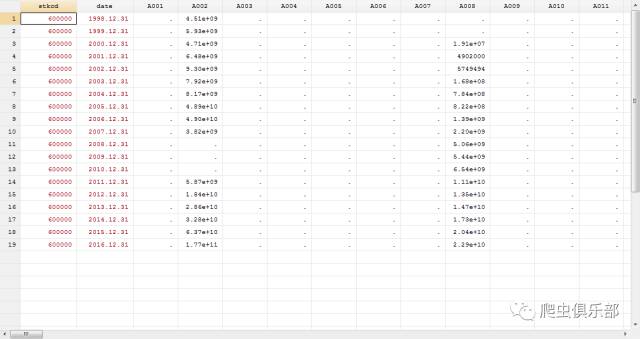 stkcd date A001 A002 A003 A004 A005 A006 A007 A008 A009 A010 A011
1 600000 1998.12.31 . 4.51e+09 . . . . . . . . .
2 600000 1999.12.31 . 5.93e+09 . . . . . . . . .
3 600000 2000.12.31 . 4.71e+09 . . . . . 1.91e+07 . . .
4 600000 2001.12.31 . 6.48e+09 . . . . . 4902000 . . .
5 600000 2002.12.31 . 9.30e+09 . . . . . 5749494 . . .
6 600000 2003.12.31 . 7.92e+09 . . . . . 1.68e+08 . . .
7 600000 2004.12.31 . 8.17e+09 . . . . . 7.84e+08 . . .
8 600000 2005.12.31 . 4.89e+10 . . . . . 8.22e+08 . . .
9 600000 2006.12.31 . 4.90e+10 . . . . . 1.39e+09 . . .
10 600000 2007.12.31 . 3.82e+09 . . . . . 2.20e+09 . . .
11 600000 2008.12.31 . . . . . . . 5.06e+09 . . .
12 600000 2009.12.31 . . . . . . . 5.44e+09 . . .
13 600000 2010.12.31 . . . . . . . 6.54e+09 . . .
14 600000 2011.12.31 . 5.87e+09 . . . . . 1.11e+10 . . .
15 600000 2012.12.31 . 1.84e+10 . . . . . 1.35e+10 . . .
16 600000 2013.12.31 . 2.86e+10 . . . . . 1.47e+10 . . .
17 600000 2014.12.31 . 3.28e+10 . . . . . 1.73e+10 . . .
18 600000 2015.12.31 . 6.37e+10 . . . . . 2.04e+10 . . .
19 600000 2016.12.31 . 1.77e+11 . . . . . 2.29e+10 . . .
爬虫俱乐部